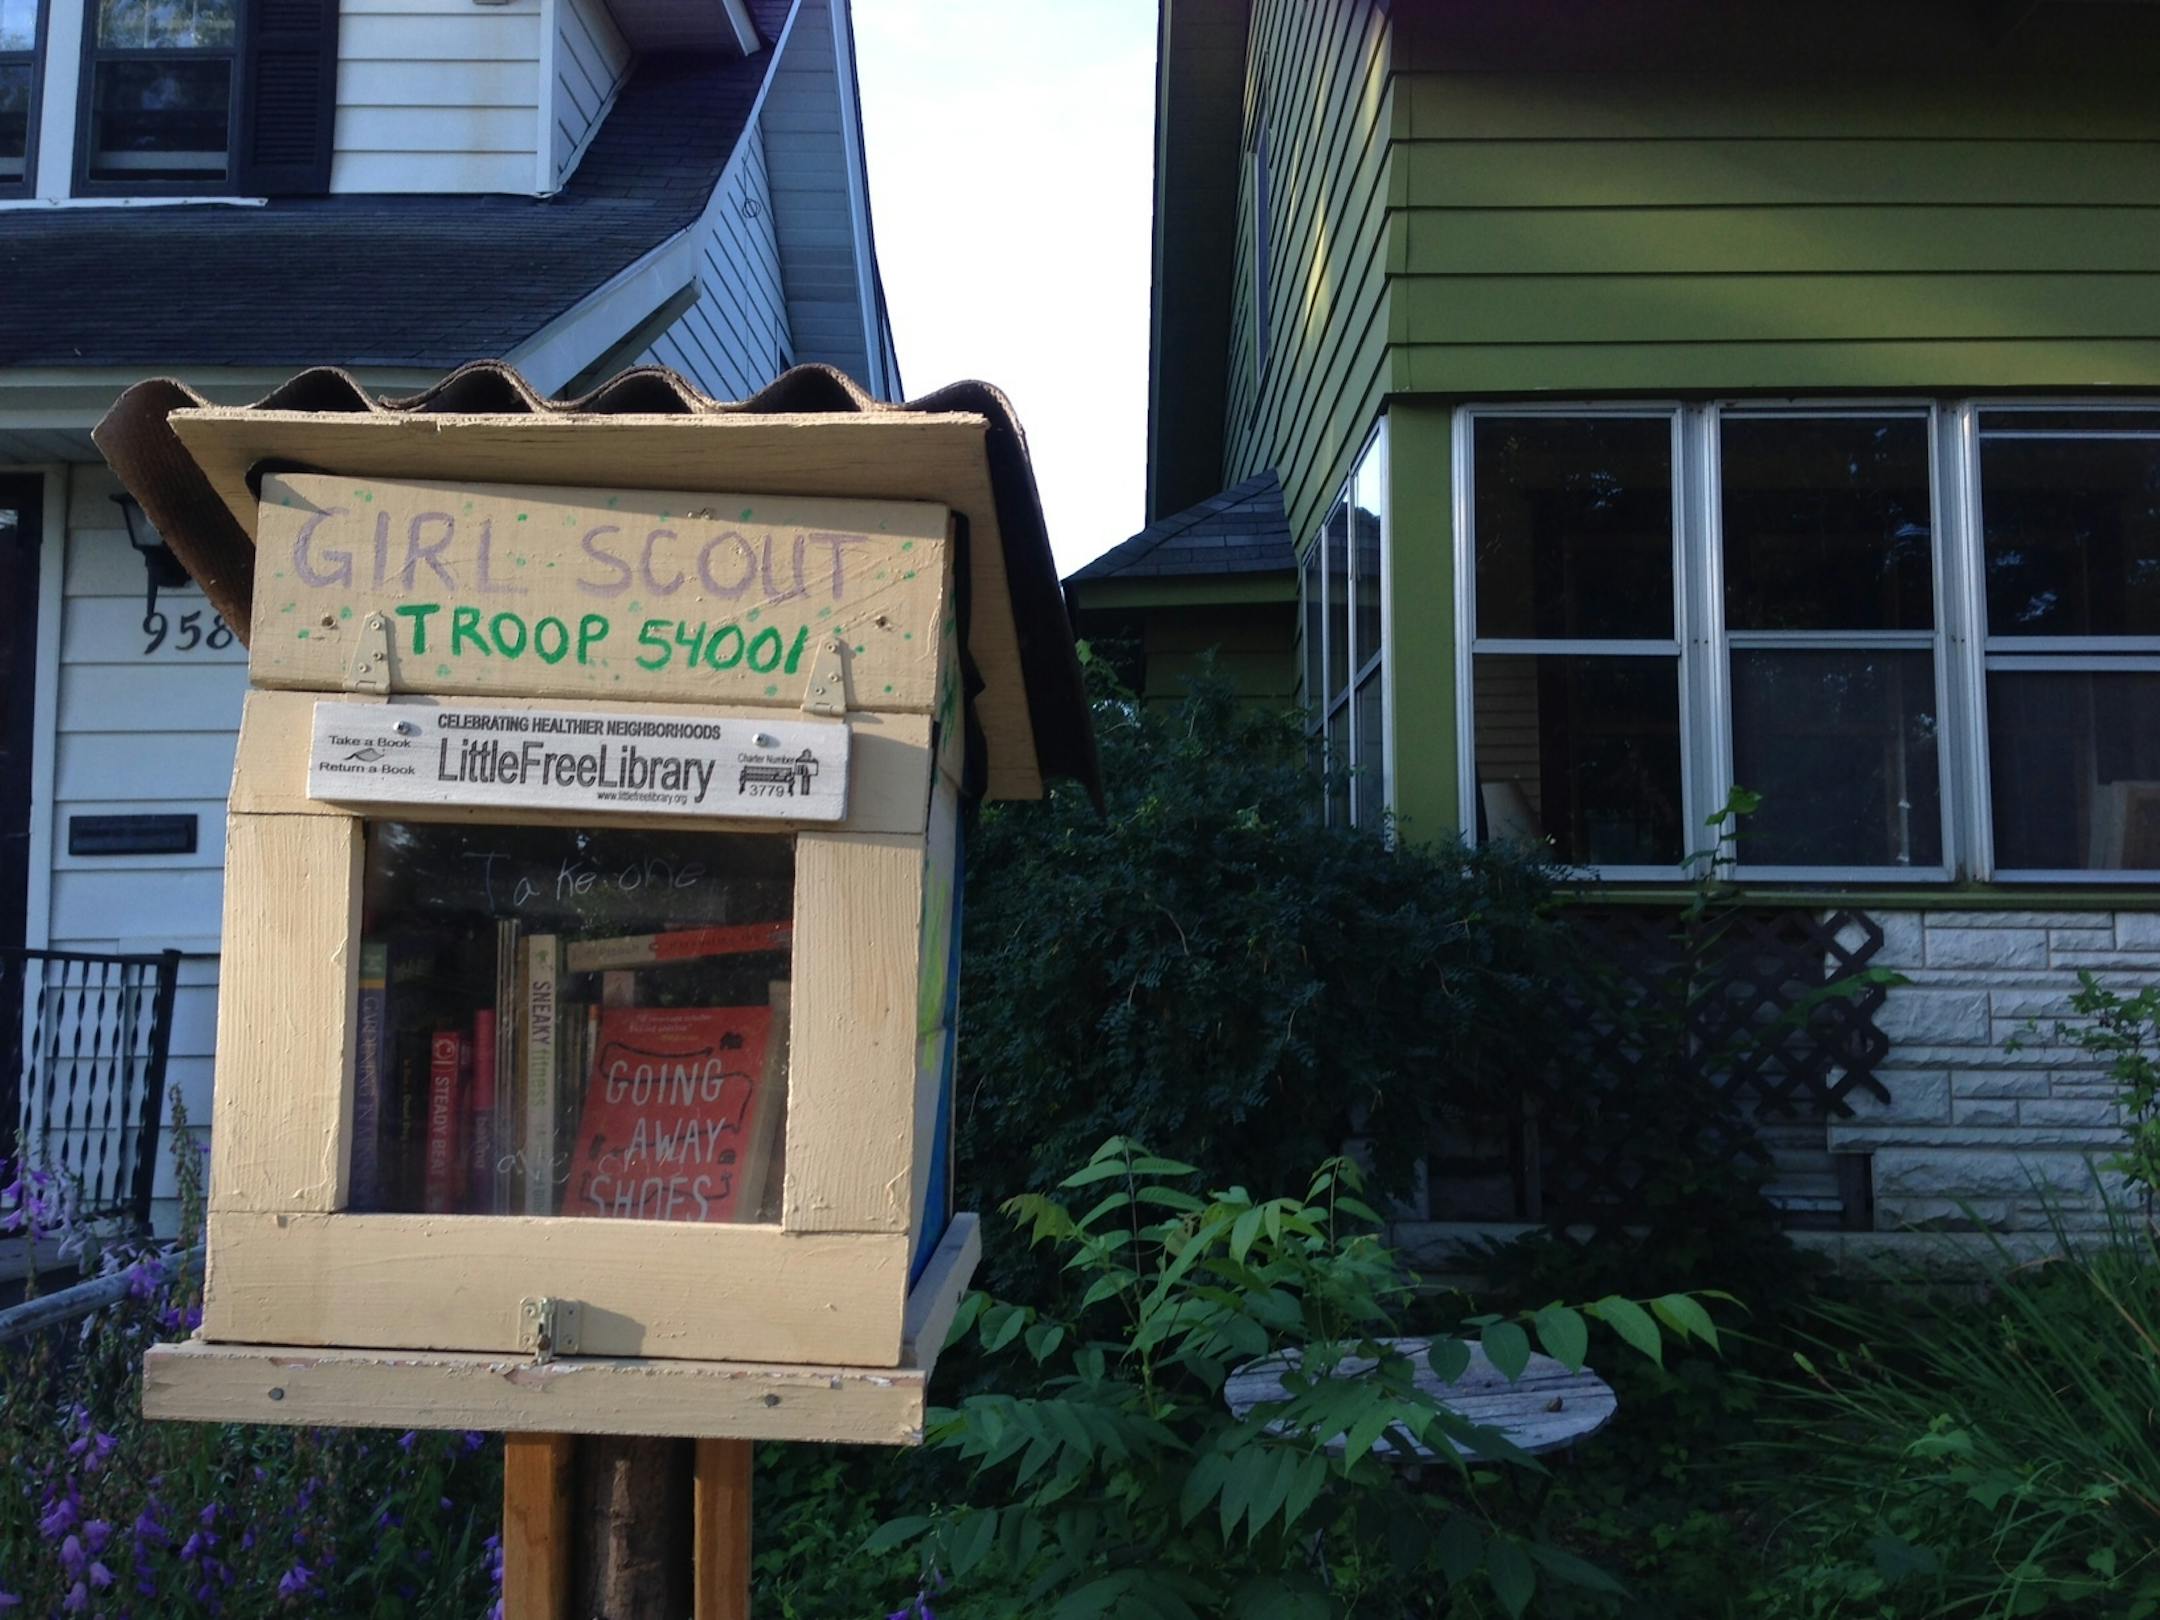 GIRL SCOUT
TROOP 54001
CELEBRATING HEALTHIER NEIGHBORHOODS
Take a Book
Return a Book
LittleFreeLibrary
www.littlefreelibrary.org
Charter Number
3779
958
Take one
GARDENING
STEADY BEAT
SNEAKY fitness
GOING
AWAY
SHOES